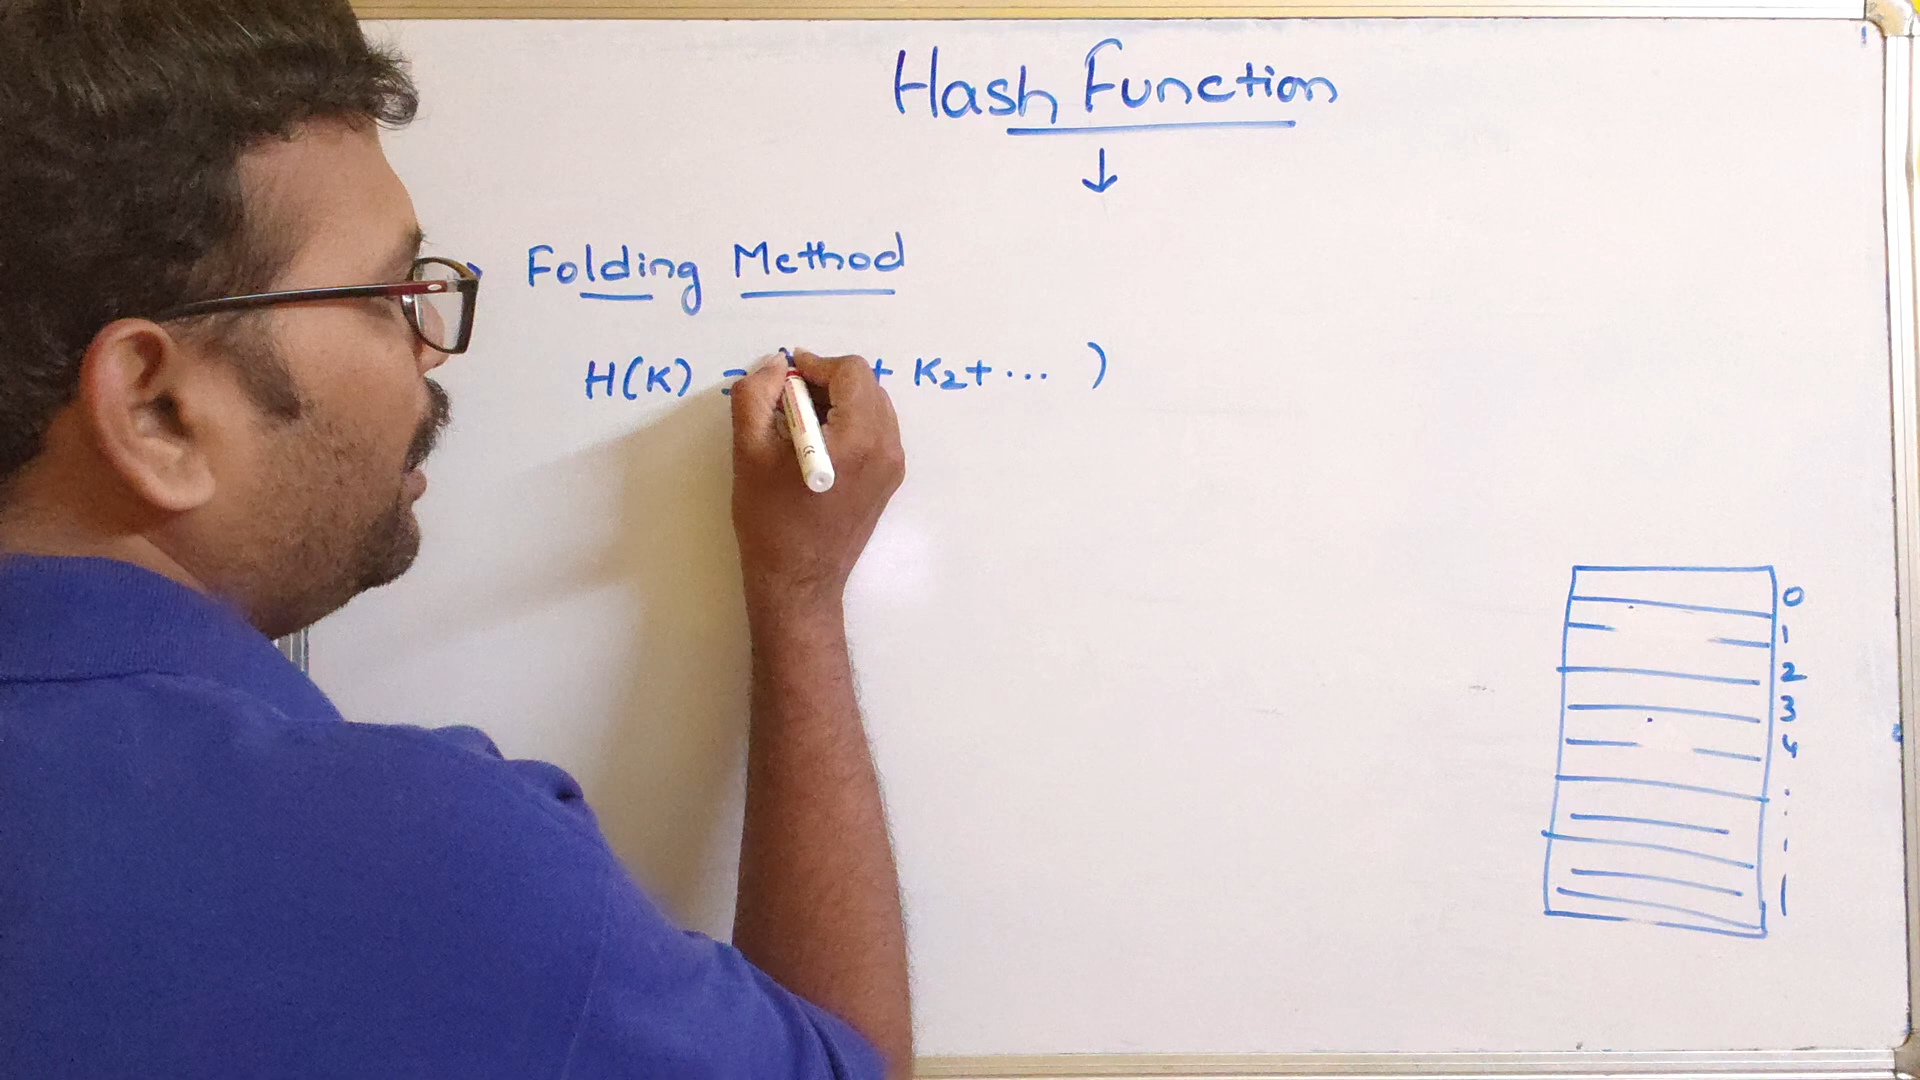 Hash Function
↓
Folding Method
H(K) = + K2+ ... )
0
1
2
3
4